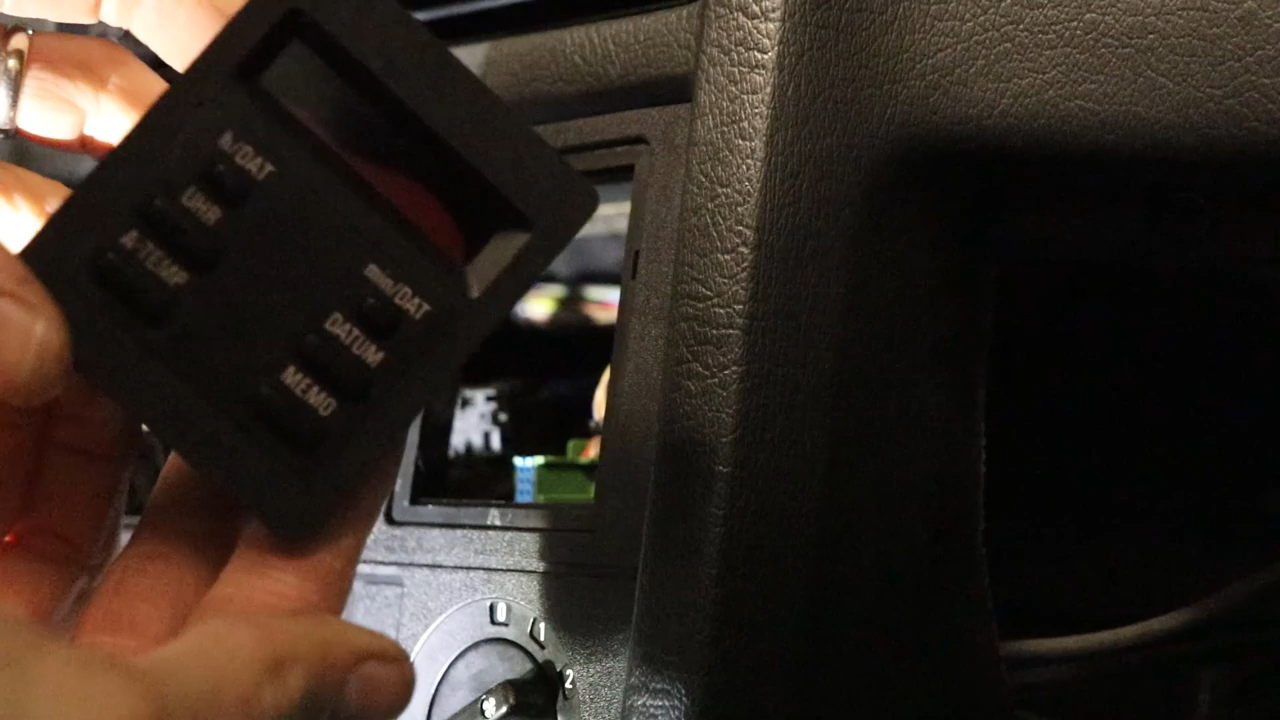 h/DAT
UHR
A-TEMP
min/DAT
DATUM
MEMO
A
0
1
2